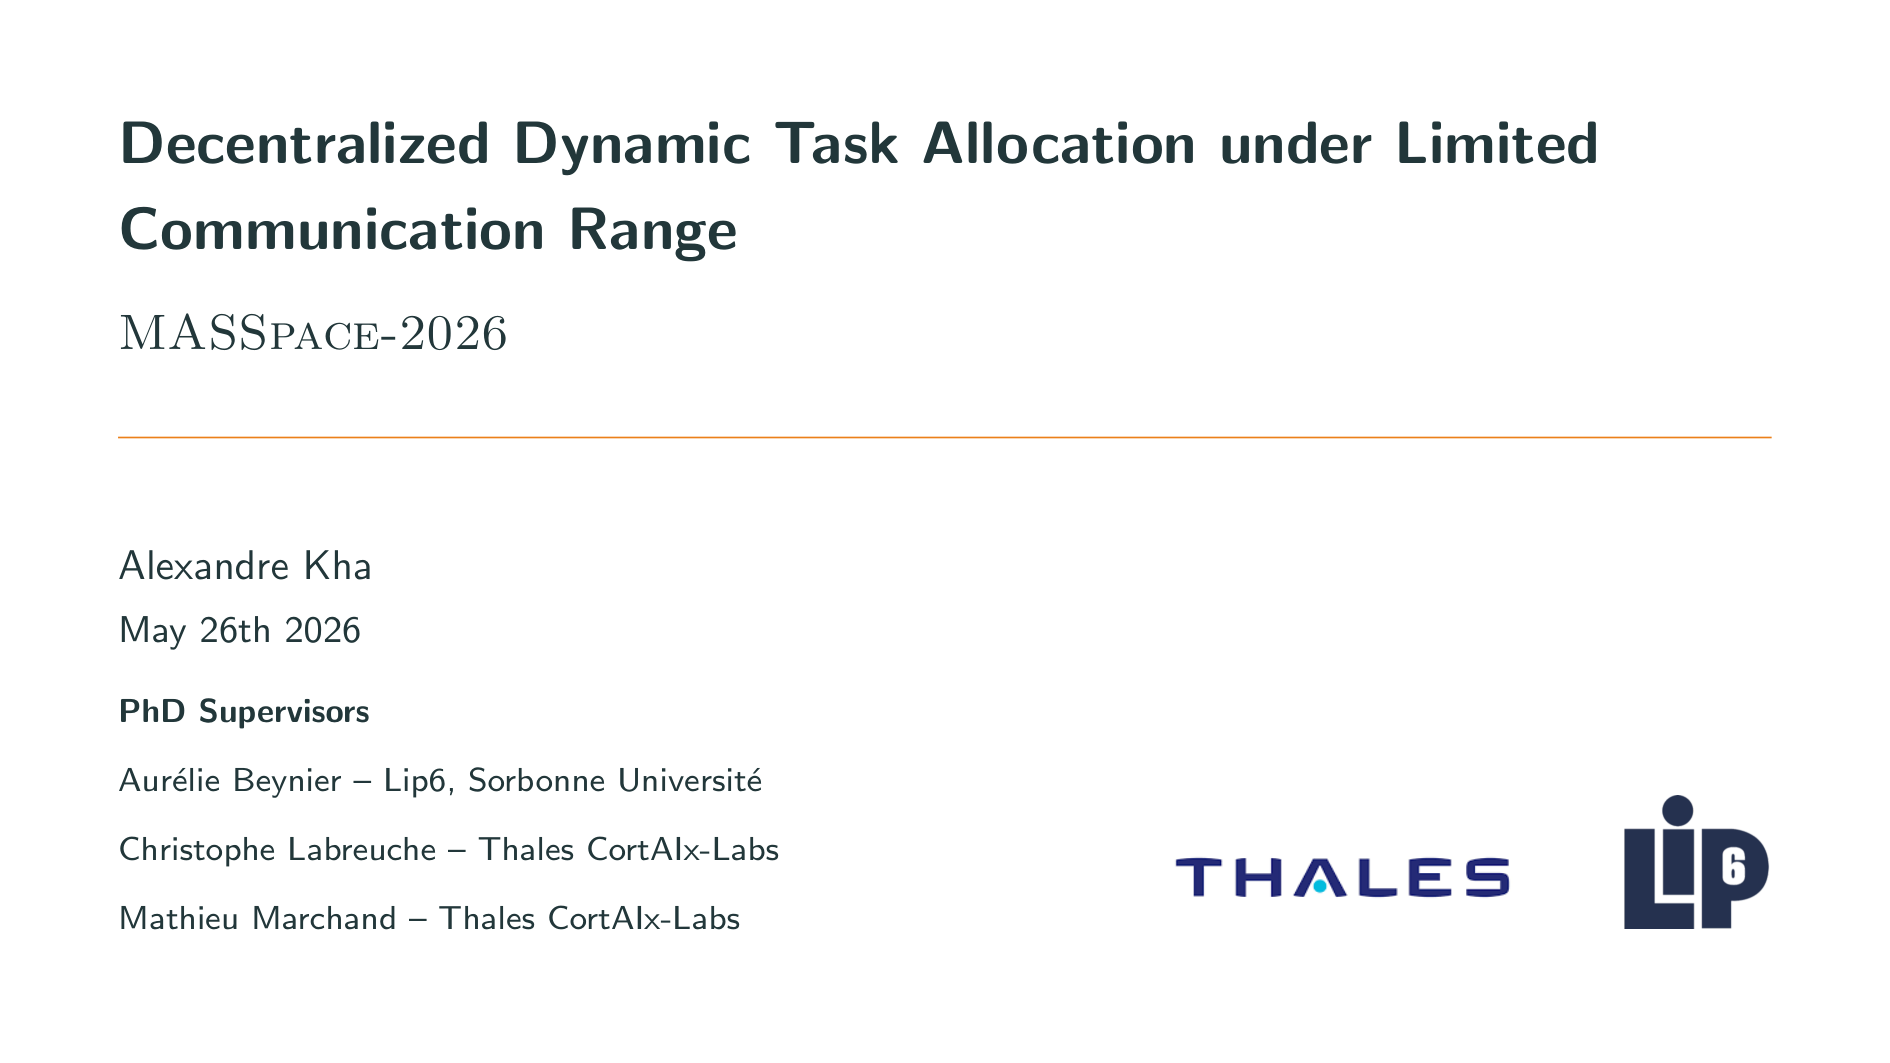 Decentralized Dynamic Task Allocation under Limited
Communication Range
MASSpace-2026
Alexandre Kha
May 26th 2026
PhD Supervisors
Aurélie Beynier – Lip6, Sorbonne Université
Christophe Labreuche – Thales CortAIx-Labs
Mathieu Marchand – Thales CortAIx-Labs
THALES
LiP6